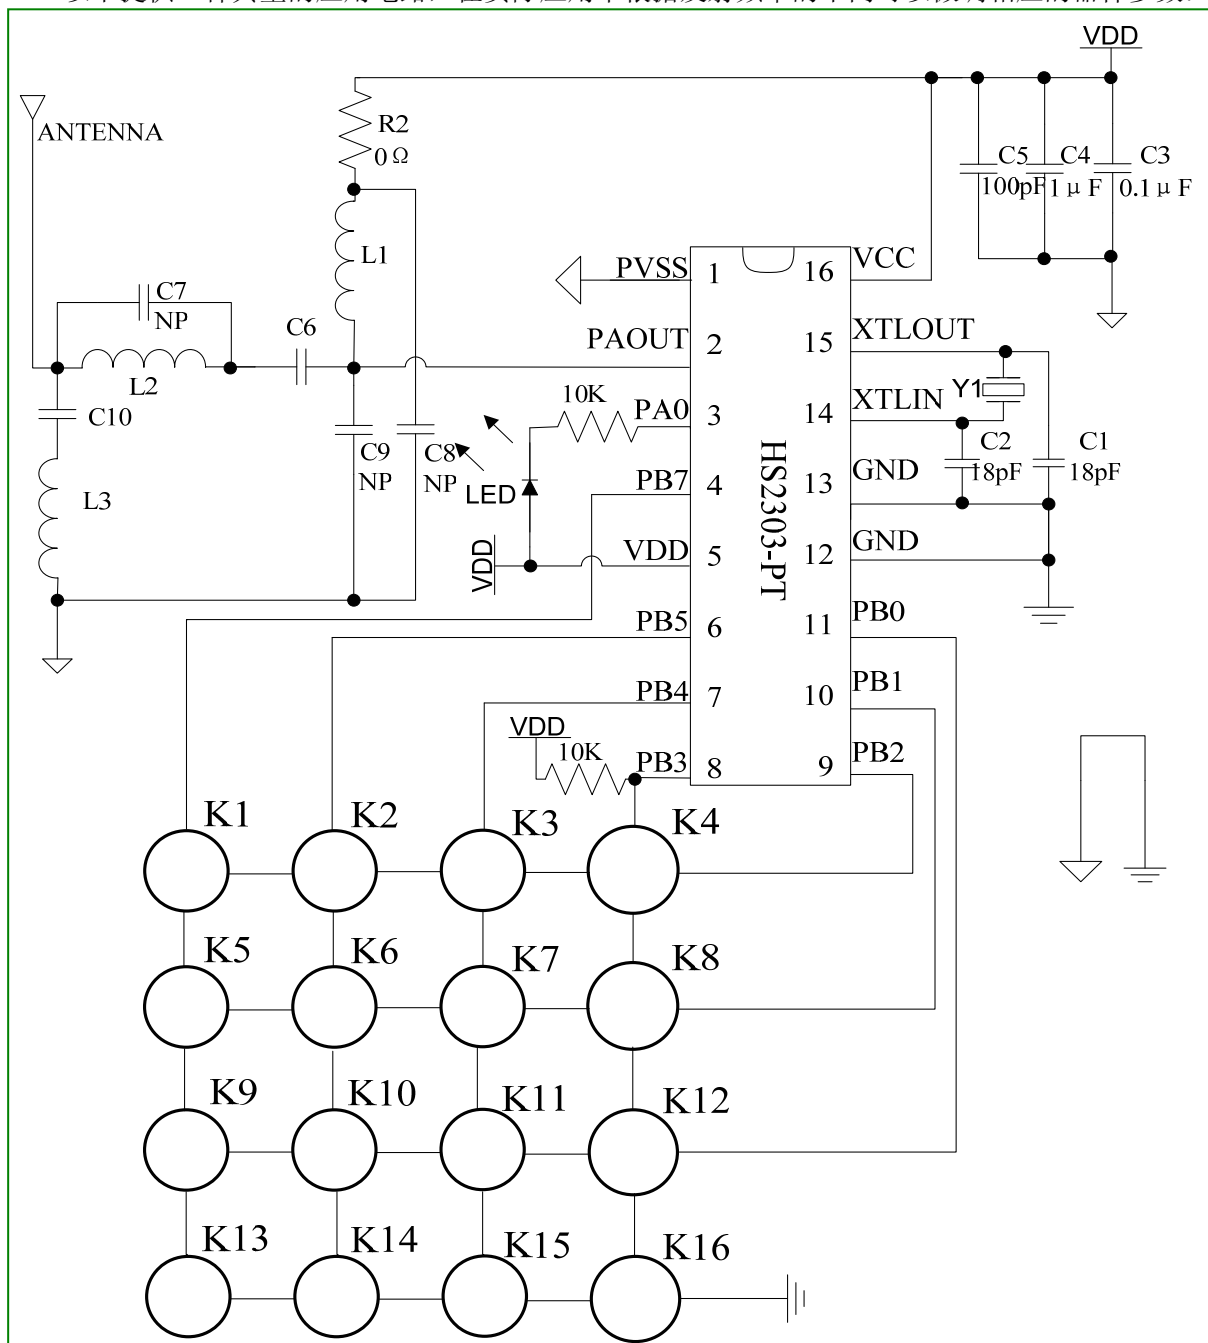 VDD
ANTENNA
R2
0Ω
C5
100pF
C4
1μF
C3
0.1μF
L1
C7
NP
L2
C6
C10
L3
C9
NP
C8
NP
LED
10K
VDD
PVSS
1
PAOUT
2
PA0
3
PB7
4
VDD
5
PB5
6
PB4
7
PB3
8
HS2303-PT
16
VCC
15
XTLOUT
14
XTLIN
13
GND
12
GND
11
PB0
10
PB1
9
PB2
Y1
C2
18pF
C1
18pF
VDD
10K
K1
K2
K3
K4
K5
K6
K7
K8
K9
K10
K11
K12
K13
K14
K15
K16